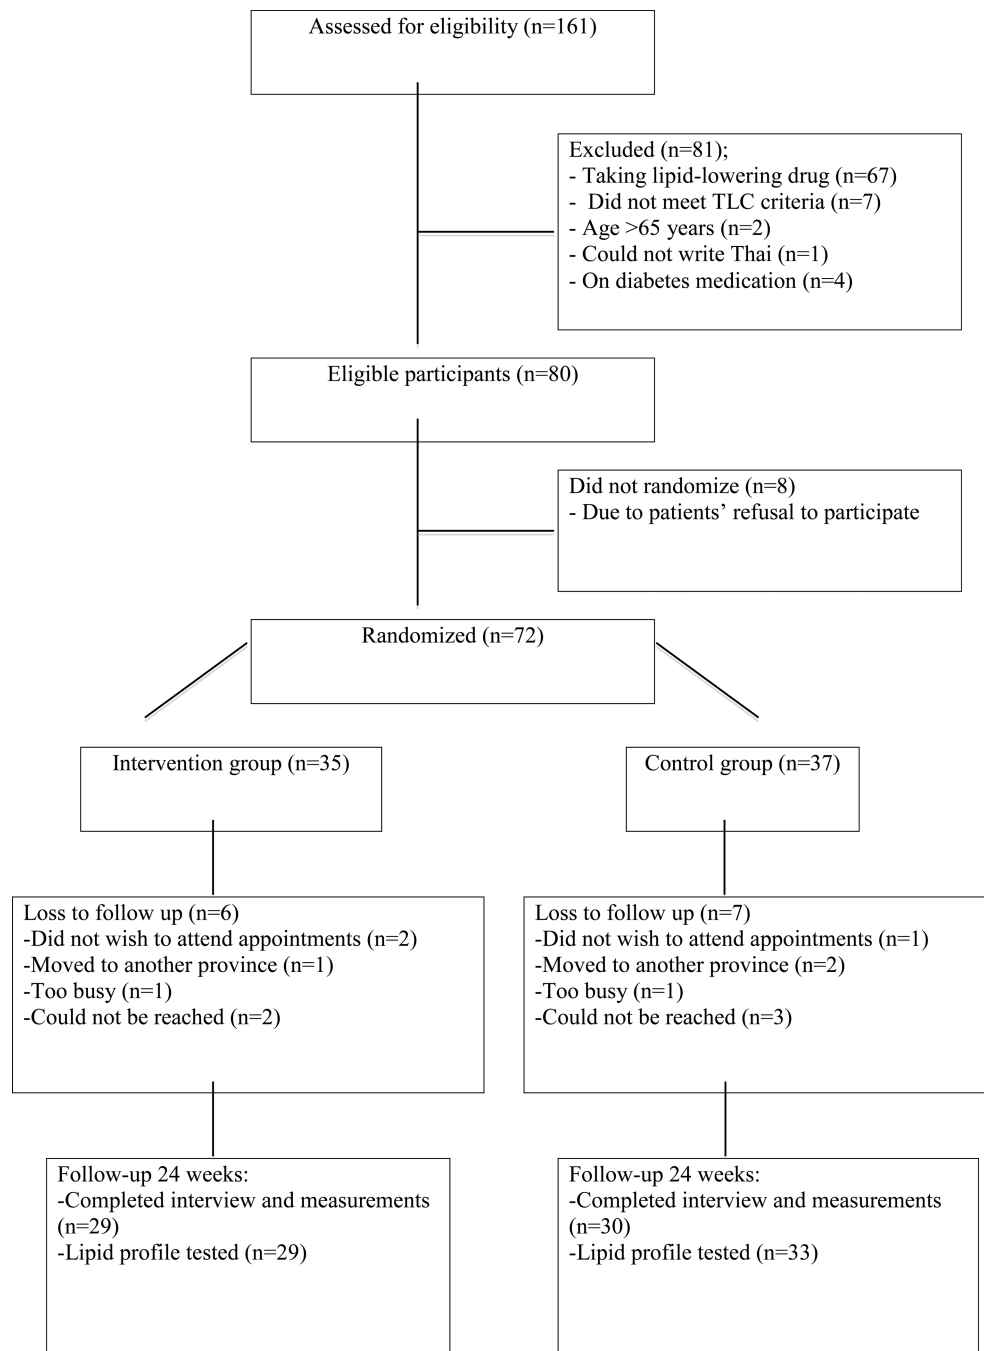 Assessed for eligibility (n=161)
Excluded (n=81);
- Taking lipid-lowering drug (n=67)
-  Did not meet TLC criteria (n=7)
- Age >65 years (n=2)
- Could not write Thai (n=1)
- On diabetes medication (n=4)
Eligible participants (n=80)
Did not randomize (n=8)
- Due to patients’ refusal to participate
Randomized (n=72)
Intervention group (n=35)
Control group (n=37)
Loss to follow up (n=6)
-Did not wish to attend appointments (n=2)
-Moved to another province (n=1)
-Too busy (n=1)
-Could not be reached (n=2)
Loss to follow up (n=7)
-Did not wish to attend appointments (n=1)
-Moved to another province (n=2)
-Too busy (n=1)
-Could not be reached (n=3)
Follow-up 24 weeks:
-Completed interview and measurements
(n=29)
-Lipid profile tested (n=29)
Follow-up 24 weeks:
-Completed interview and measurements
(n=30)
-Lipid profile tested (n=33)